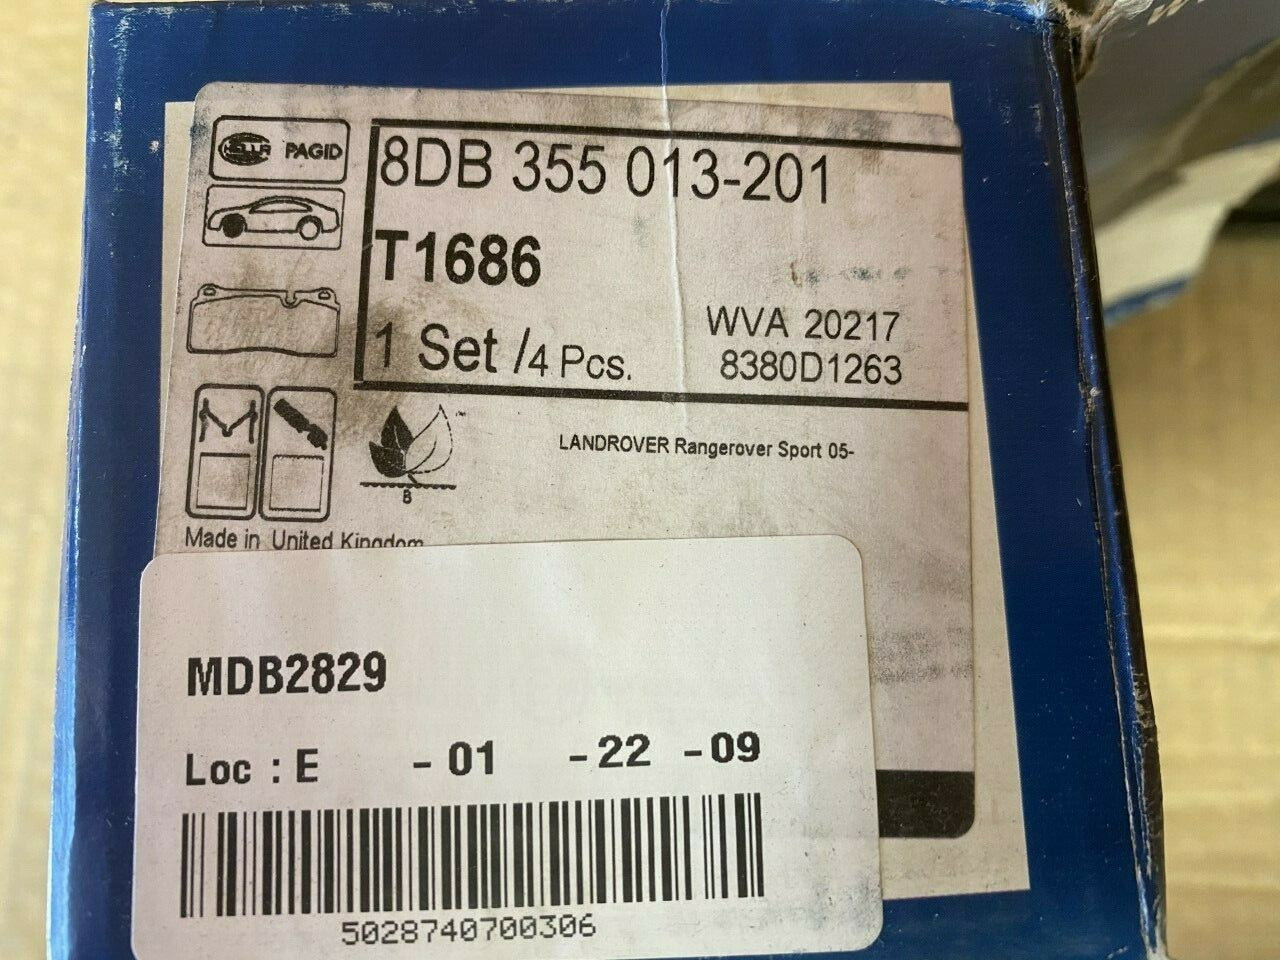 HELLA PAGID
8DB 355 013-201
T1686
WVA 20217
1 Set /4 Pcs.
8380D1263
LANDROVER Rangerover Sport 05-
B
Made in United Kingdom
MDB2829
Loc : E - 01 - 22 - 09
5028740700306